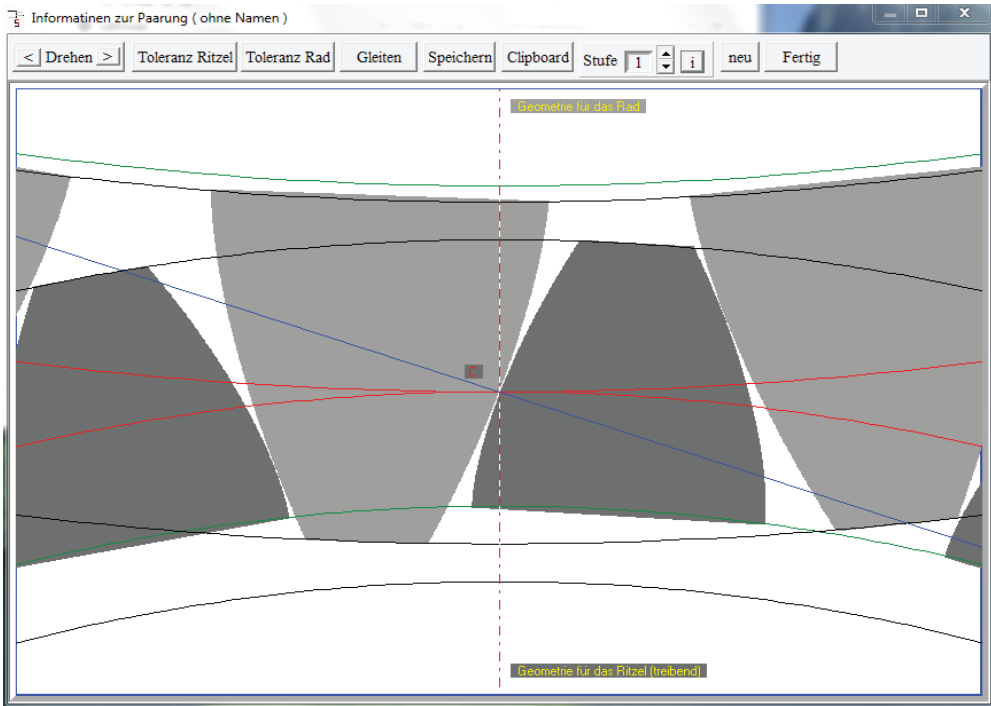 Informatinen zur Paarung ( ohne Namen )
< Drehen > Toleranz Ritzel Toleranz Rad Gleiten Speichern Clipboard Stufe 1 i neu Fertig
Geometrie für das Rad
C
Geometrie für das Ritzel (treibend)